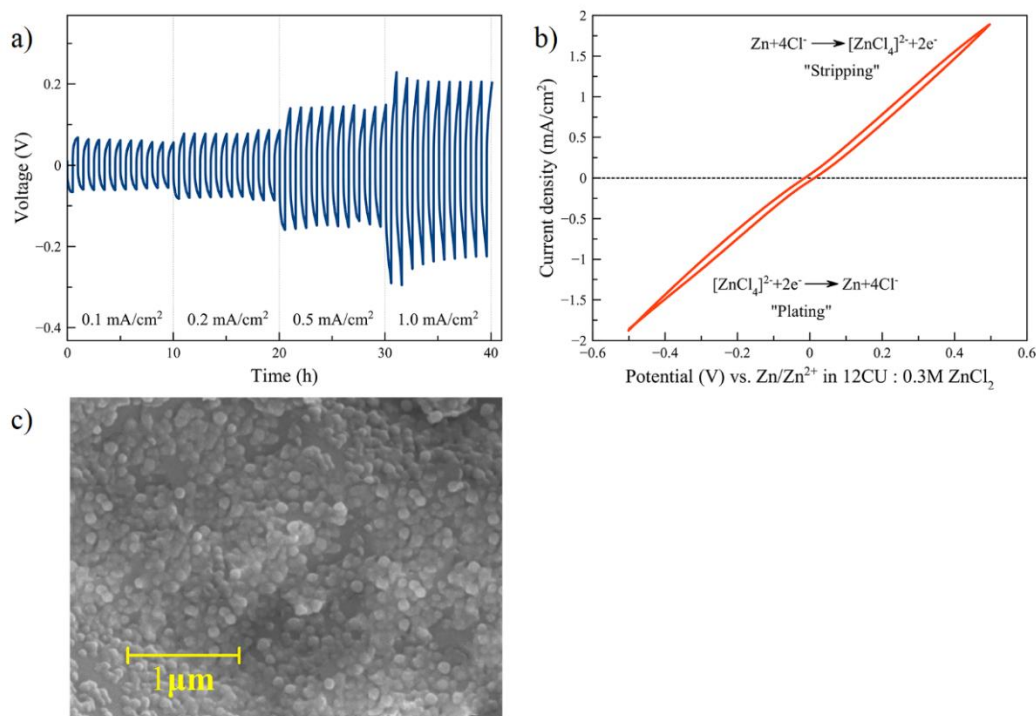 a)
Voltage (V)
0.2
0
−0.2
−0.4
0.1 mA/cm²
0.2 mA/cm²
0.5 mA/cm²
1.0 mA/cm²
0
10
20
30
40
Time (h)
b)
Current density (mA/cm²)
2
1.5
1
0.5
0
−0.5
−1
−1.5
−2
Zn+4Cl⁻ ⟶ [ZnCl₄]²⁻+2e⁻
"Stripping"
[ZnCl₄]²⁻+2e⁻ ⟶ Zn+4Cl⁻
"Plating"
−0.6
−0.4
−0.2
0
0.2
0.4
0.6
Potential (V) vs. Zn/Zn²⁺ in 12CU : 0.3M ZnCl₂
c)
1μm